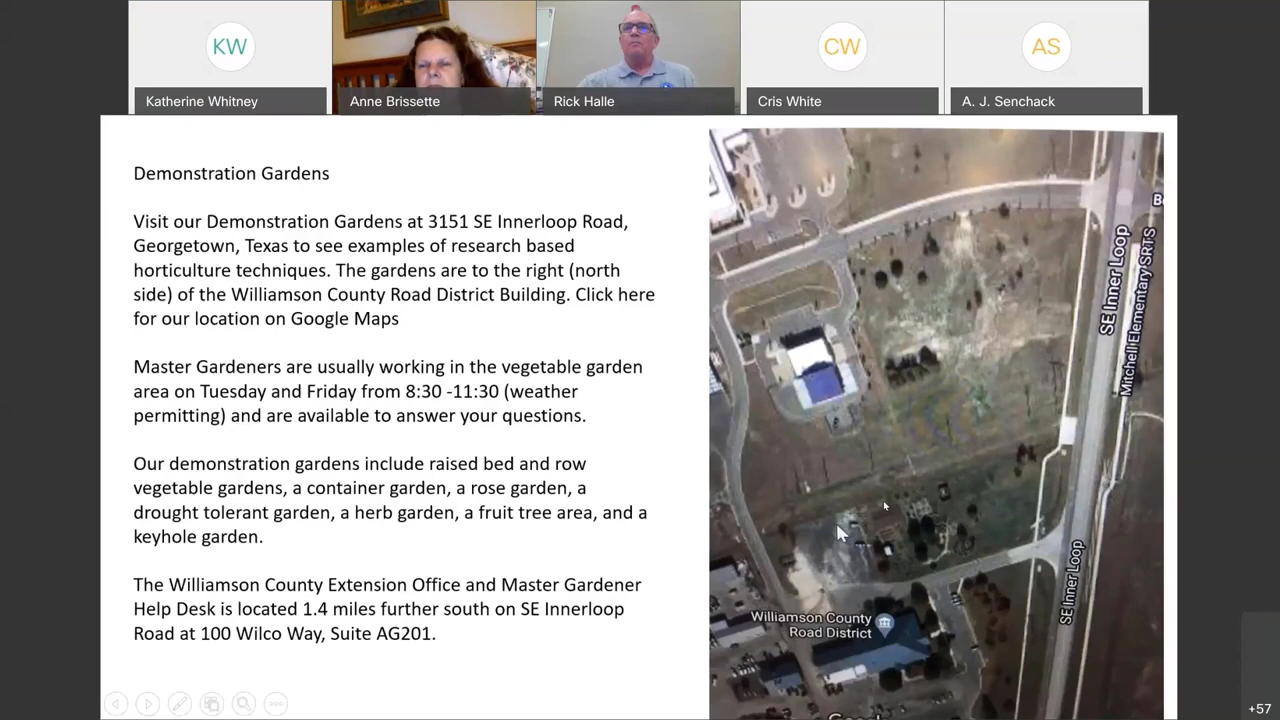 KW
CW
AS
Katherine Whitney
Anne Brissette
Rick Halle
Cris White
A. J. Senchack
Demonstration Gardens
Visit our Demonstration Gardens at 3151 SE Innerloop Road,
Georgetown, Texas to see examples of research based
horticulture techniques. The gardens are to the right (north
side) of the Williamson County Road District Building. Click here
for our location on Google Maps
Master Gardeners are usually working in the vegetable garden
area on Tuesday and Friday from 8:30 -11:30 (weather
permitting) and are available to answer your questions.
Our demonstration gardens include raised bed and row
vegetable gardens, a container garden, a rose garden, a
drought tolerant garden, a herb garden, a fruit tree area, and a
keyhole garden.
The Williamson County Extension Office and Master Gardener
Help Desk is located 1.4 miles further south on SE Innerloop
Road at 100 Wilco Way, Suite AG201.
SE Inner Loop
Mitchell Elementary SRTS
SE Inner Loop
Williamson County
Road District
+57